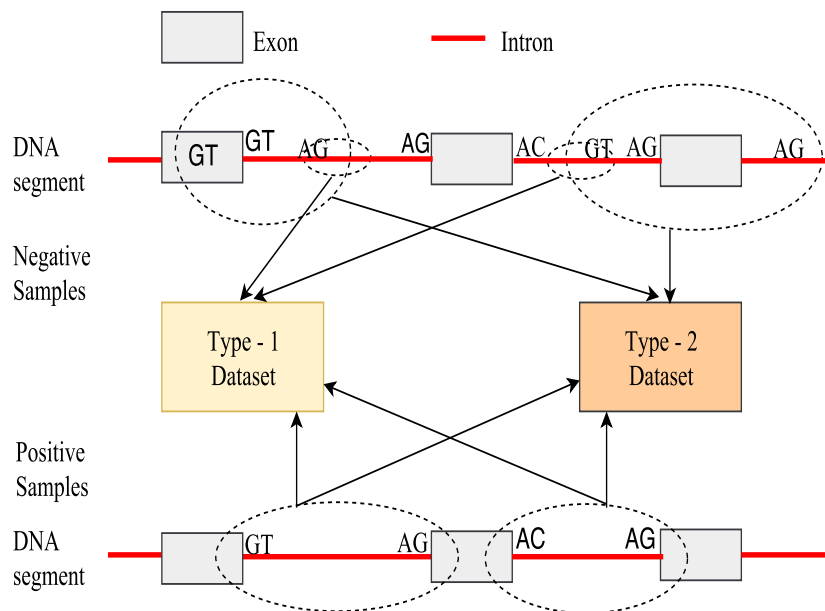 Exon
Intron
DNA
segment
GT
GT
AG
AG
AC
GT
AG
AG
Negative
Samples
Type - 1
Dataset
Type - 2
Dataset
Positive
Samples
DNA
segment
GT
AG
AC
AG